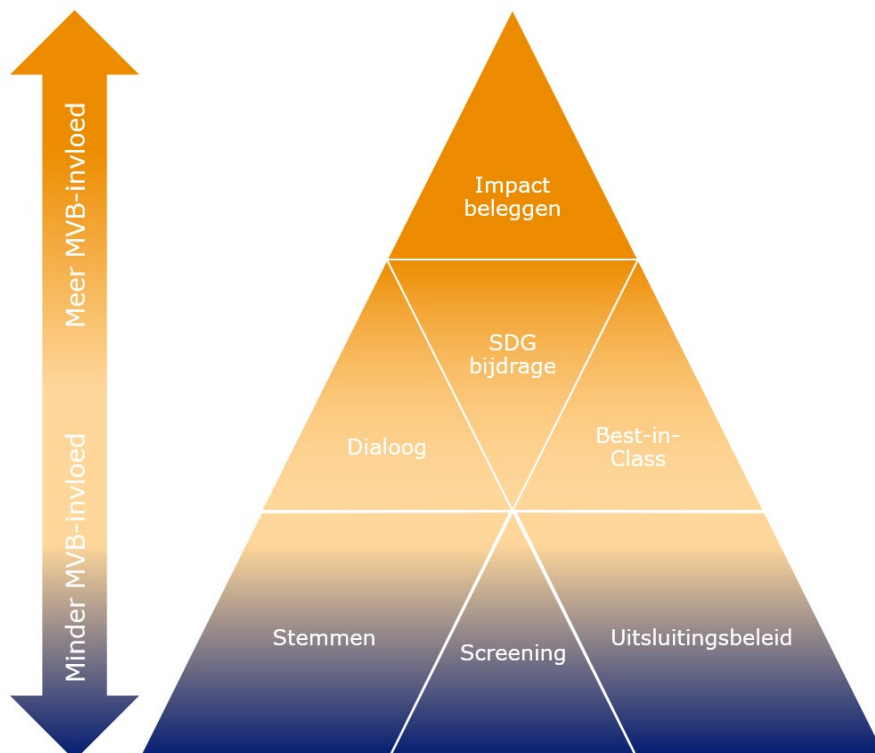 Meer MVB-invloed
Minder MVB-invloed
Impact
beleggen
SDG
bijdrage
Dialoog
Best-in-
Class
Stemmen
Screening
Uitsluitingsbeleid